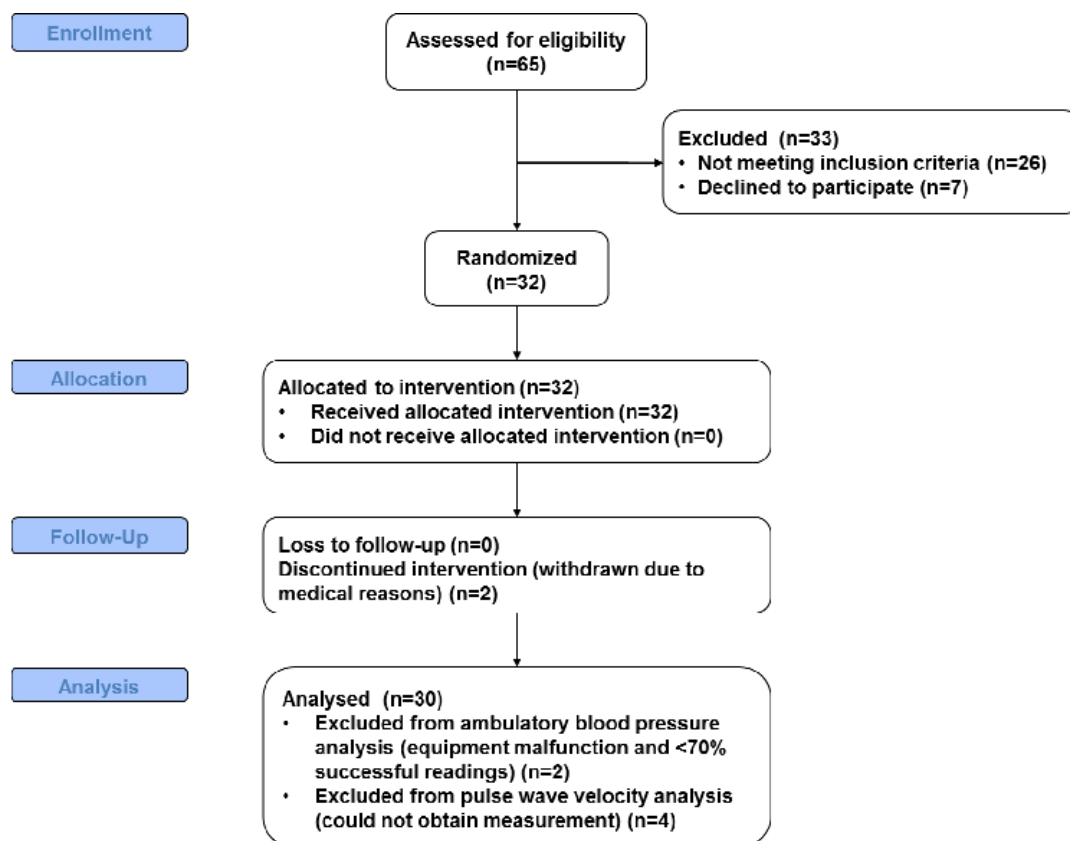 Enrollment
Assessed for eligibility
(n=65)
Excluded (n=33)
• Not meeting inclusion criteria (n=26)
• Declined to participate (n=7)
Randomized
(n=32)
Allocation
Allocated to intervention (n=32)
• Received allocated intervention (n=32)
• Did not receive allocated intervention (n=0)
Follow-Up
Loss to follow-up (n=0)
Discontinued intervention (withdrawn due to
medical reasons) (n=2)
Analysis
Analysed (n=30)
• Excluded from ambulatory blood pressure
analysis (equipment malfunction and <70%
successful readings) (n=2)
• Excluded from pulse wave velocity analysis
(could not obtain measurement) (n=4)